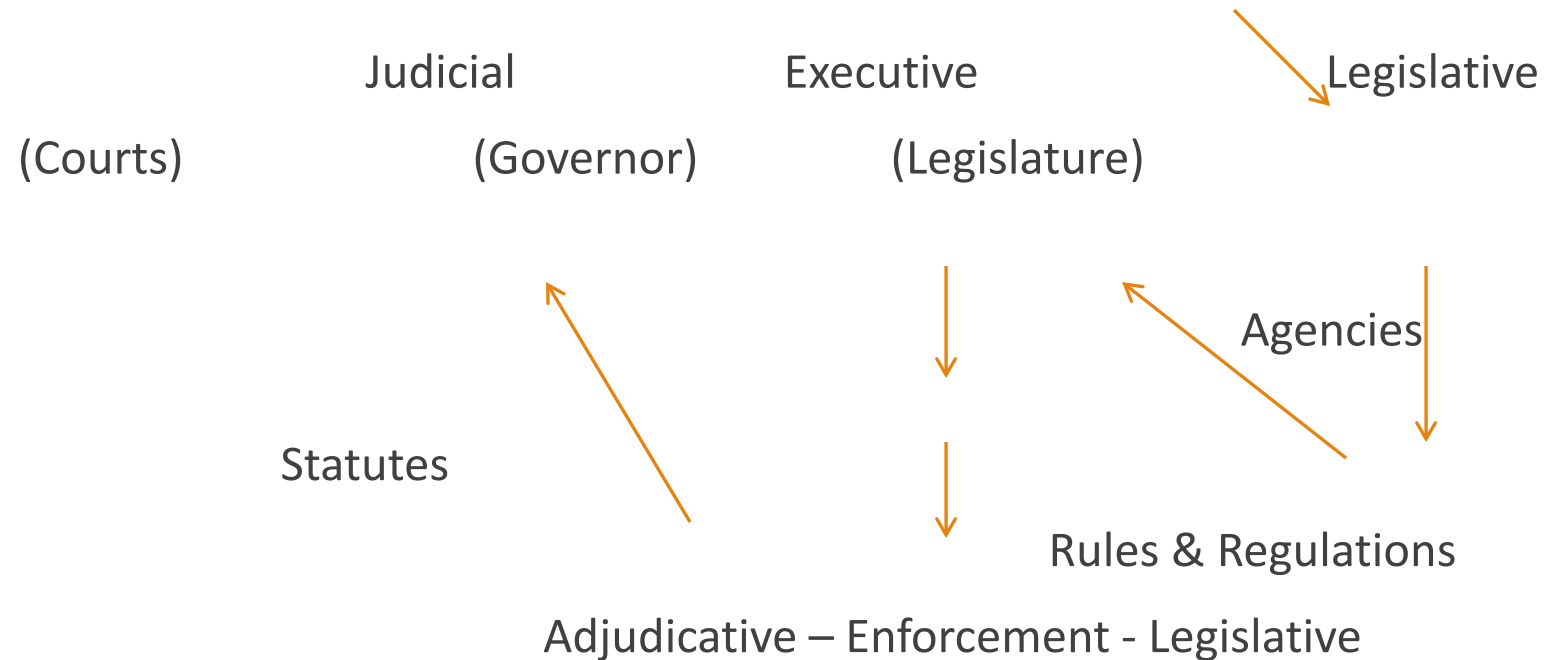 Judicial Executive Legislative
(Courts) (Governor) (Legislature)
Agencies
Statutes
Rules & Regulations
Adjudicative – Enforcement - Legislative